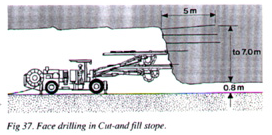 5 m
to 7.0 m
0.8 m
Fig 37. Face drilling in Cut-and fill stope.